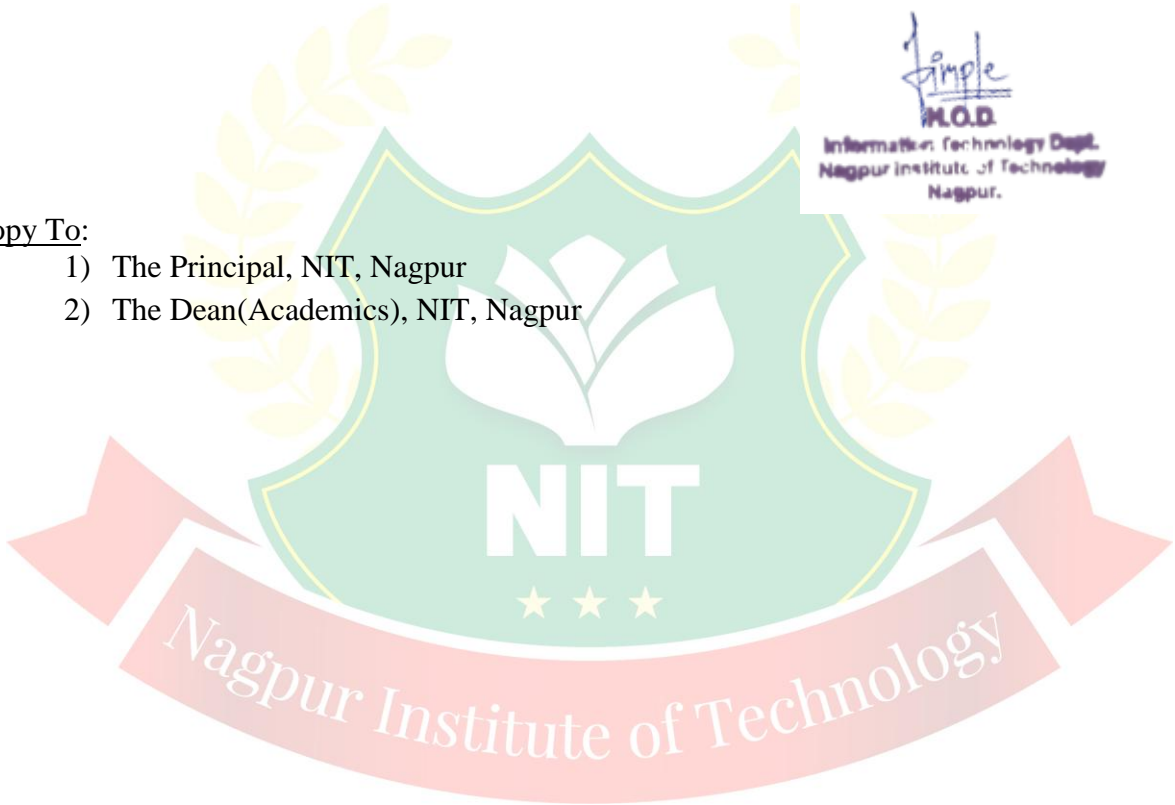 H.O.D.
Information Technology Dept.
Nagpur Institute of Technology
Nagpur.
opy To:
1) The Principal, NIT, Nagpur
2) The Dean(Academics), NIT, Nagpur
NIT
Nagpur Institute of Technology